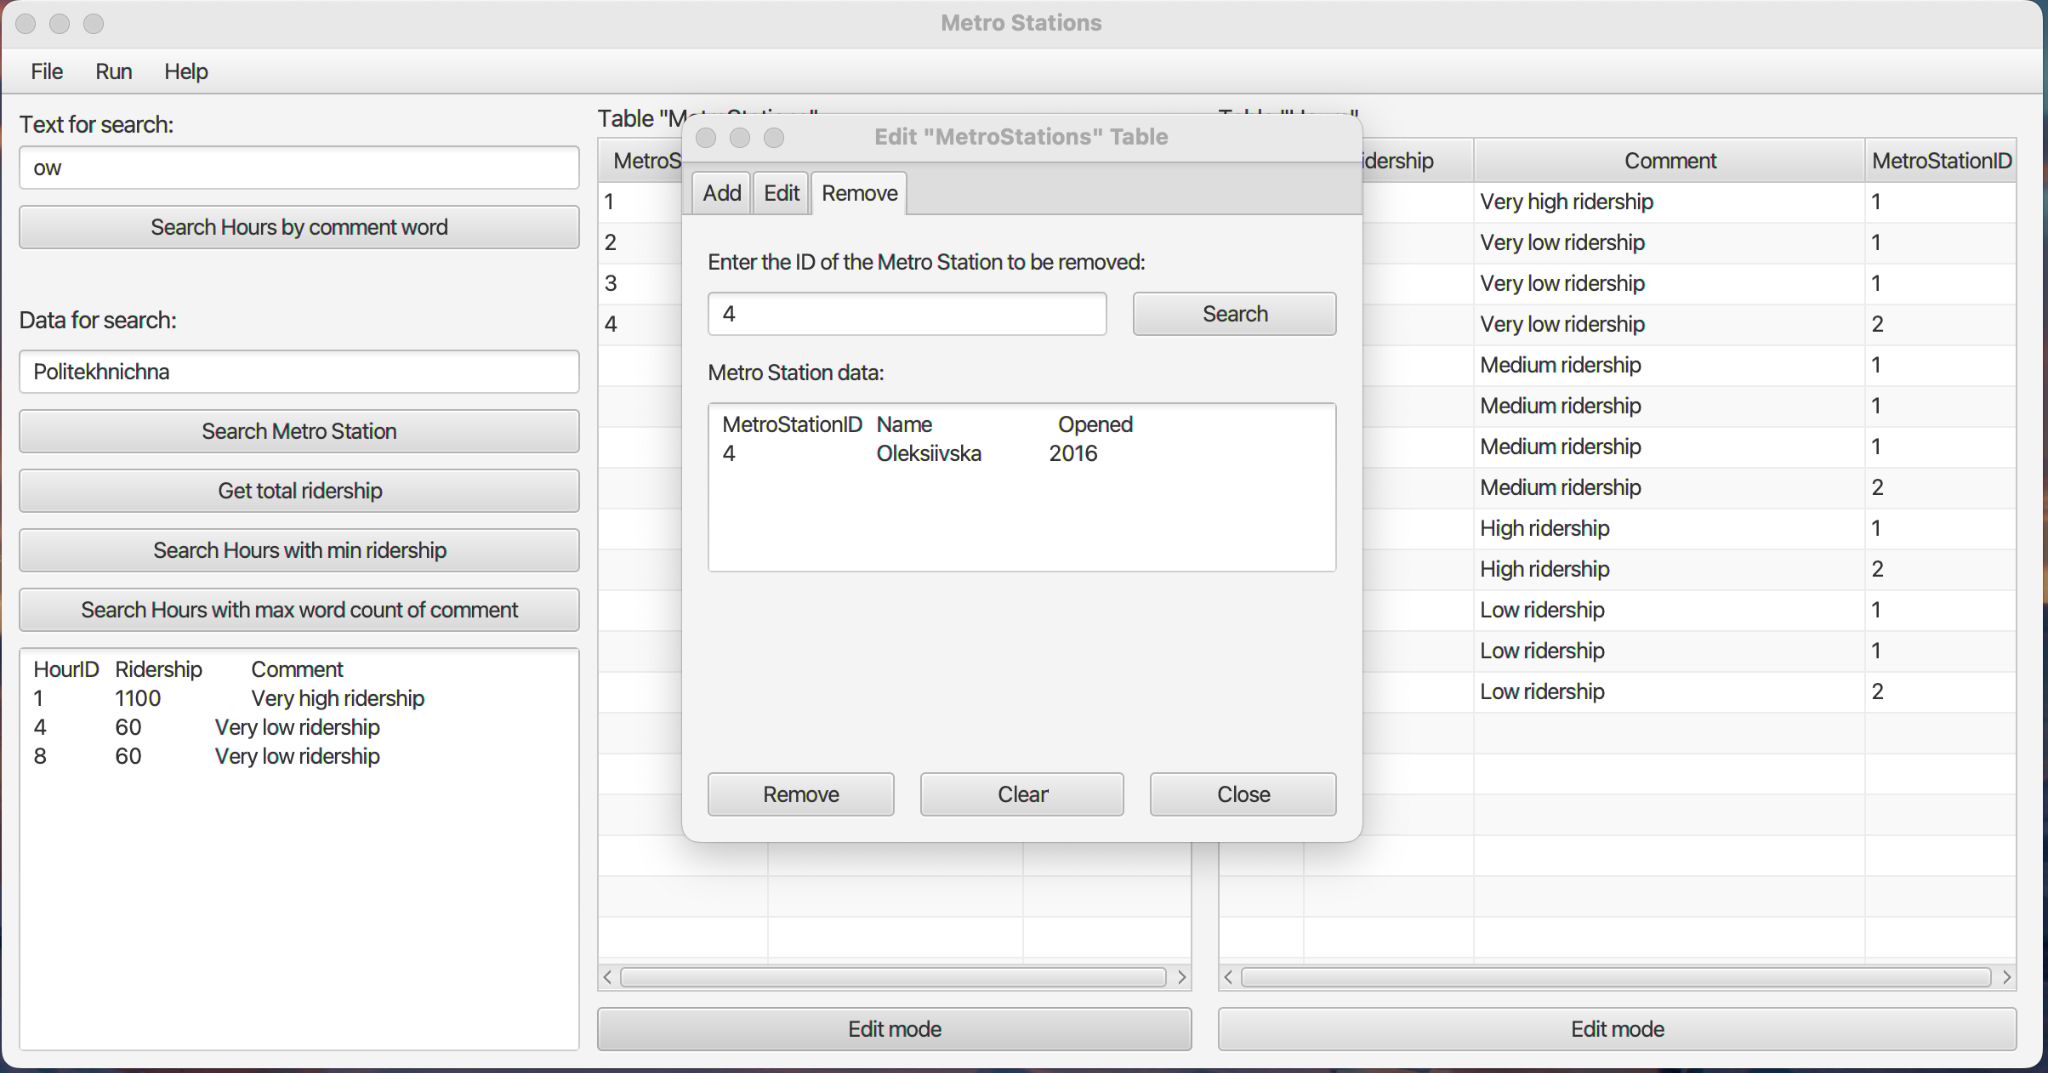 Metro Stations
File Run Help
Text for search:
ow
Search Hours by comment word
Data for search:
Politekhnichna
Search Metro Station
Get total ridership
Search Hours with min ridership
Search Hours with max word count of comment
HourID Ridership Comment
1 1100 Very high ridership
4 60 Very low ridership
8 60 Very low ridership
Table "MetroStations"
1
2
3
4
Edit mode
Edit "MetroStations" Table
Add Edit Remove
Enter the ID of the Metro Station to be removed:
4
Search
Metro Station data:
MetroStationID Name Opened
4 Oleksiivska 2016
Remove Clear Close
Comment MetroStationID
Very high ridership 1
Very low ridership 1
Very low ridership 1
Very low ridership 2
Medium ridership 1
Medium ridership 1
Medium ridership 1
Medium ridership 2
High ridership 1
High ridership 2
Low ridership 1
Low ridership 1
Low ridership 2
Edit mode